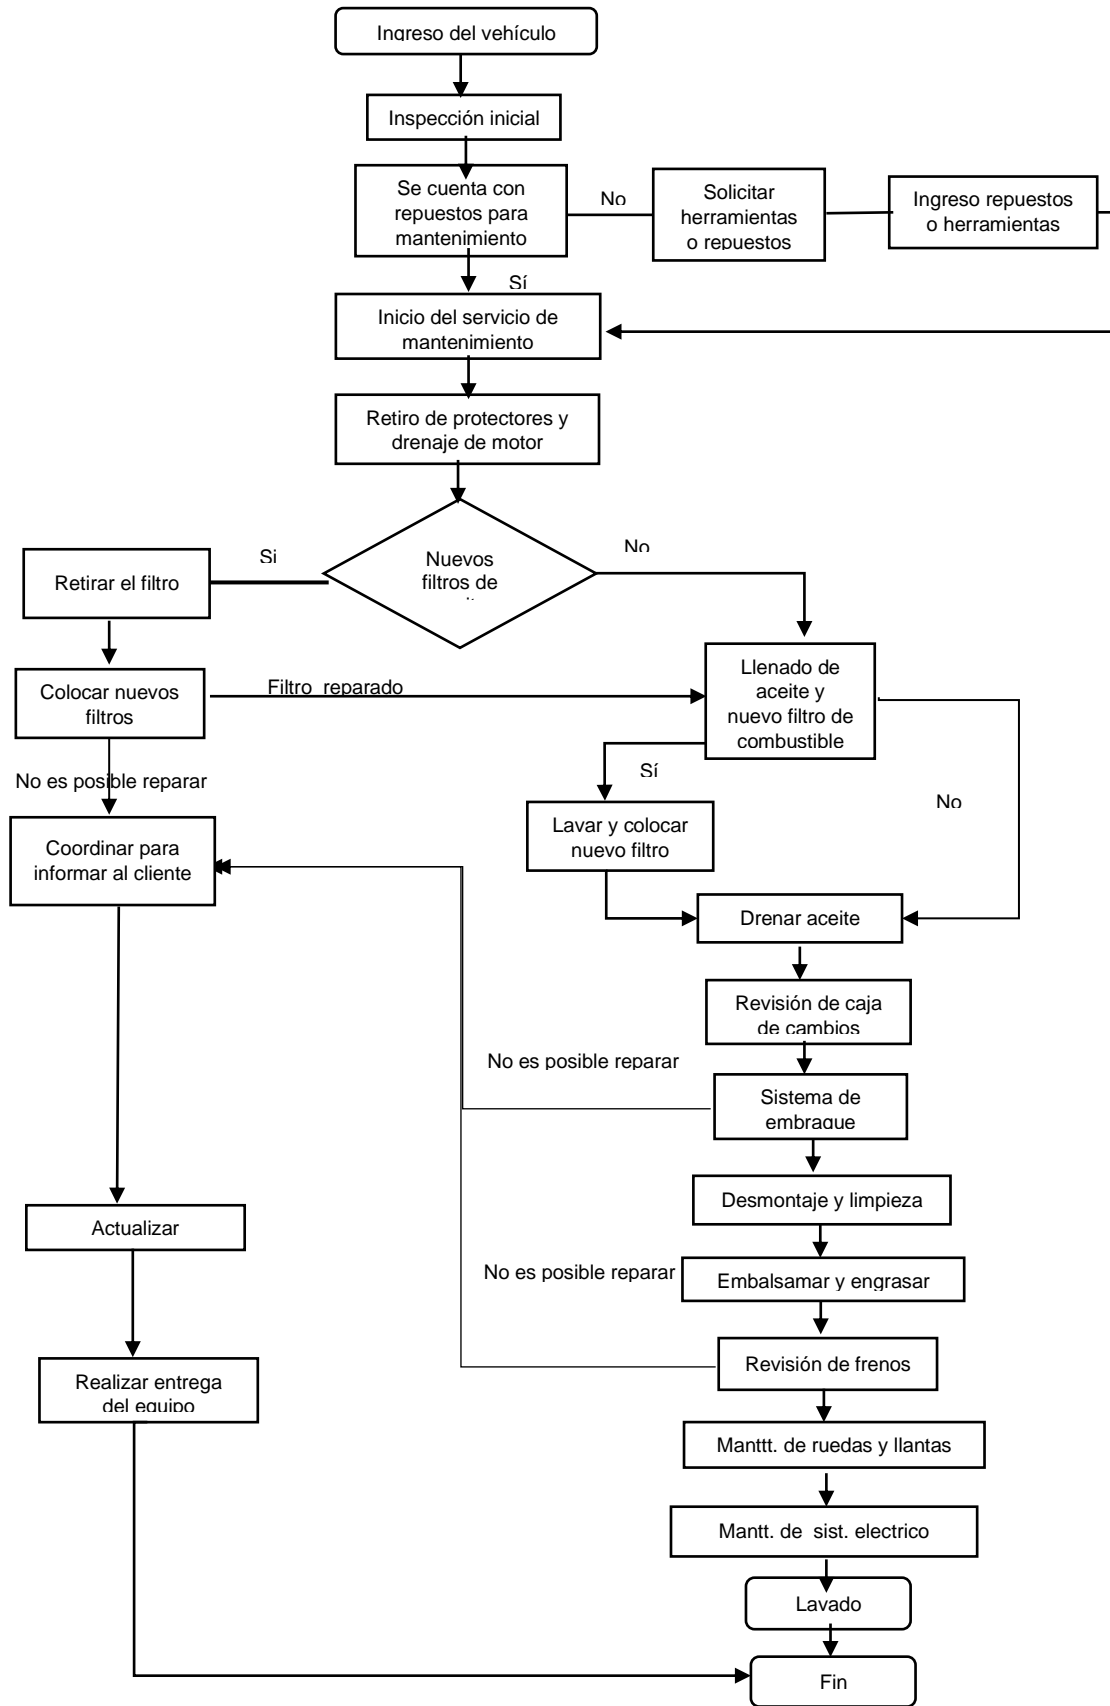 Ingreso del vehículo
Inspección inicial
Se cuenta con
repuestos para
mantenimiento
No
Solicitar
herramientas
o repuestos
Ingreso repuestos
o herramientas
Sí
Inicio del servicio de
mantenimiento
Retiro de protectores y
drenaje de motor
Nuevos
filtros de
Si
No
Retirar el filtro
Colocar nuevos
filtros
Filtro reparado
Llenado de
aceite y
nuevo filtro de
combustible
No es posible reparar
Sí
No
Coordinar para
informar al cliente
Lavar y colocar
nuevo filtro
Drenar aceite
Revisión de caja
de cambios
No es posible reparar
Sistema de
embrague
Desmontaje y limpieza
Actualizar
No es posible reparar
Embalsamar y engrasar
Revisión de frenos
Realizar entrega
del equipo
Manttt. de ruedas y llantas
Mantt. de sist. electrico
Lavado
Fin